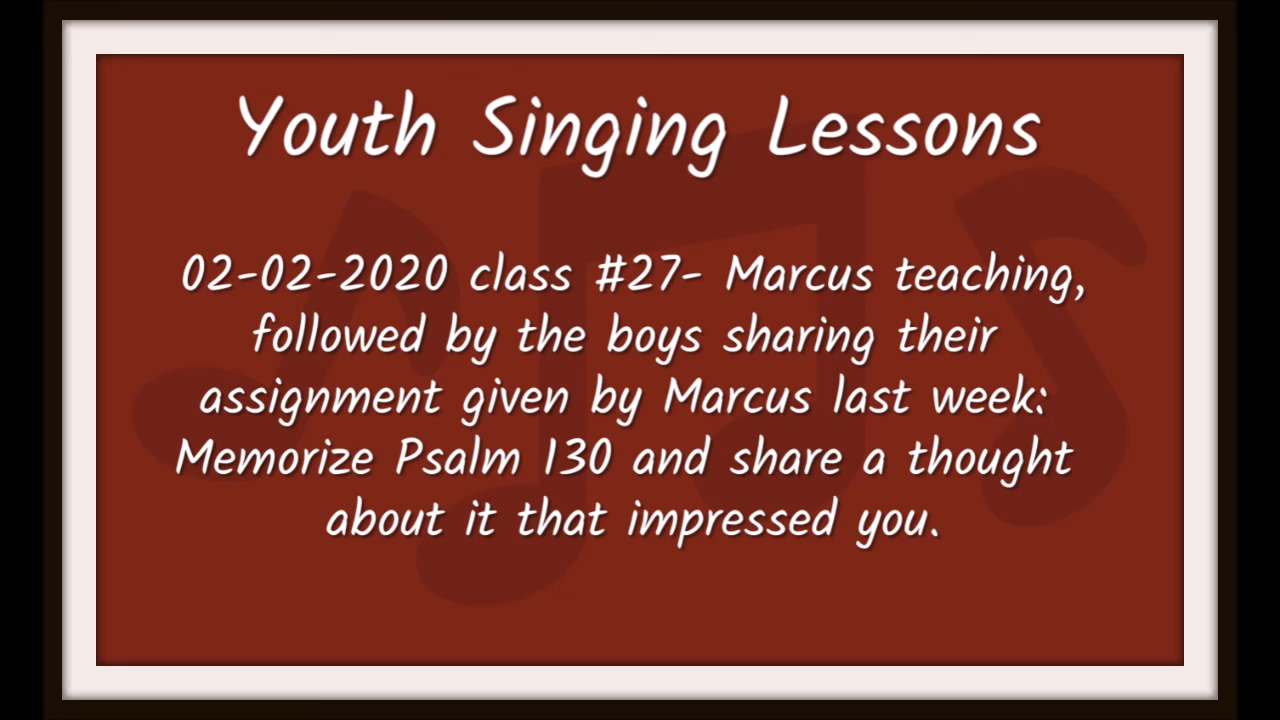 Youth Singing Lessons
02-02-2020 class #27- Marcus teaching,
followed by the boys sharing their
assignment given by Marcus last week:
Memorize Psalm 130 and share a thought
about it that impressed you.